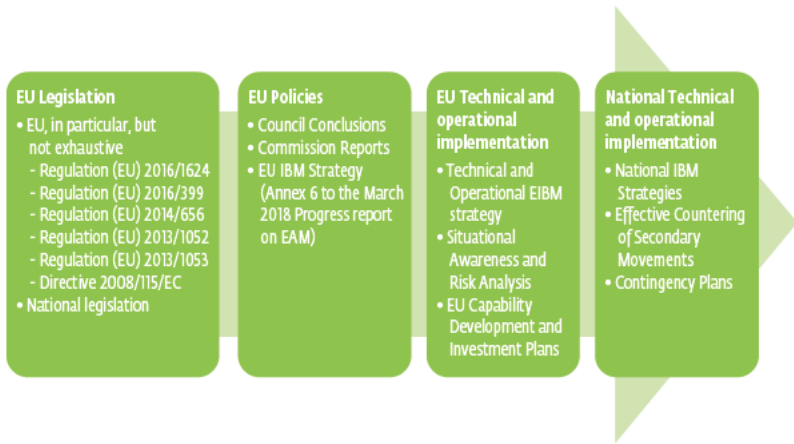 EU Legislation
• EU, in particular, but
not exhaustive
- Regulation (EU) 2016/1624
- Regulation (EU) 2016/399
- Regulation (EU) 2014/656
- Regulation (EU) 2013/1052
- Regulation (EU) 2013/1053
- Directive 2008/115/EC
• National legislation
EU Policies
• Council Conclusions
• Commission Reports
• EU IBM Strategy
(Annex 6 to the March
2018 Progress report
on EAM)
EU Technical and
operational
implementation
• Technical and
Operational EIBM
strategy
• Situational
Awareness and
Risk Analysis
• EU Capability
Development and
Investment Plans
National Technical
and operational
implementation
• National IBM
Strategies
• Effective Countering
of Secondary
Movements
• Contingency Plans